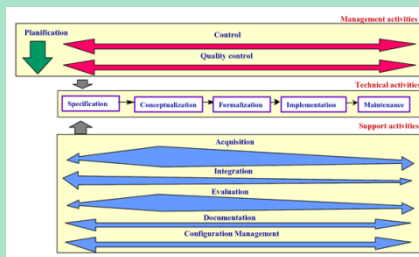 Management activities
Planification
Control
Quality control
Technical activities
Specification
Conceptualization
Formalization
Implementation
Maintenance
Support activities
Acquisition
Integration
Evaluation
Documentation
Configuration Management